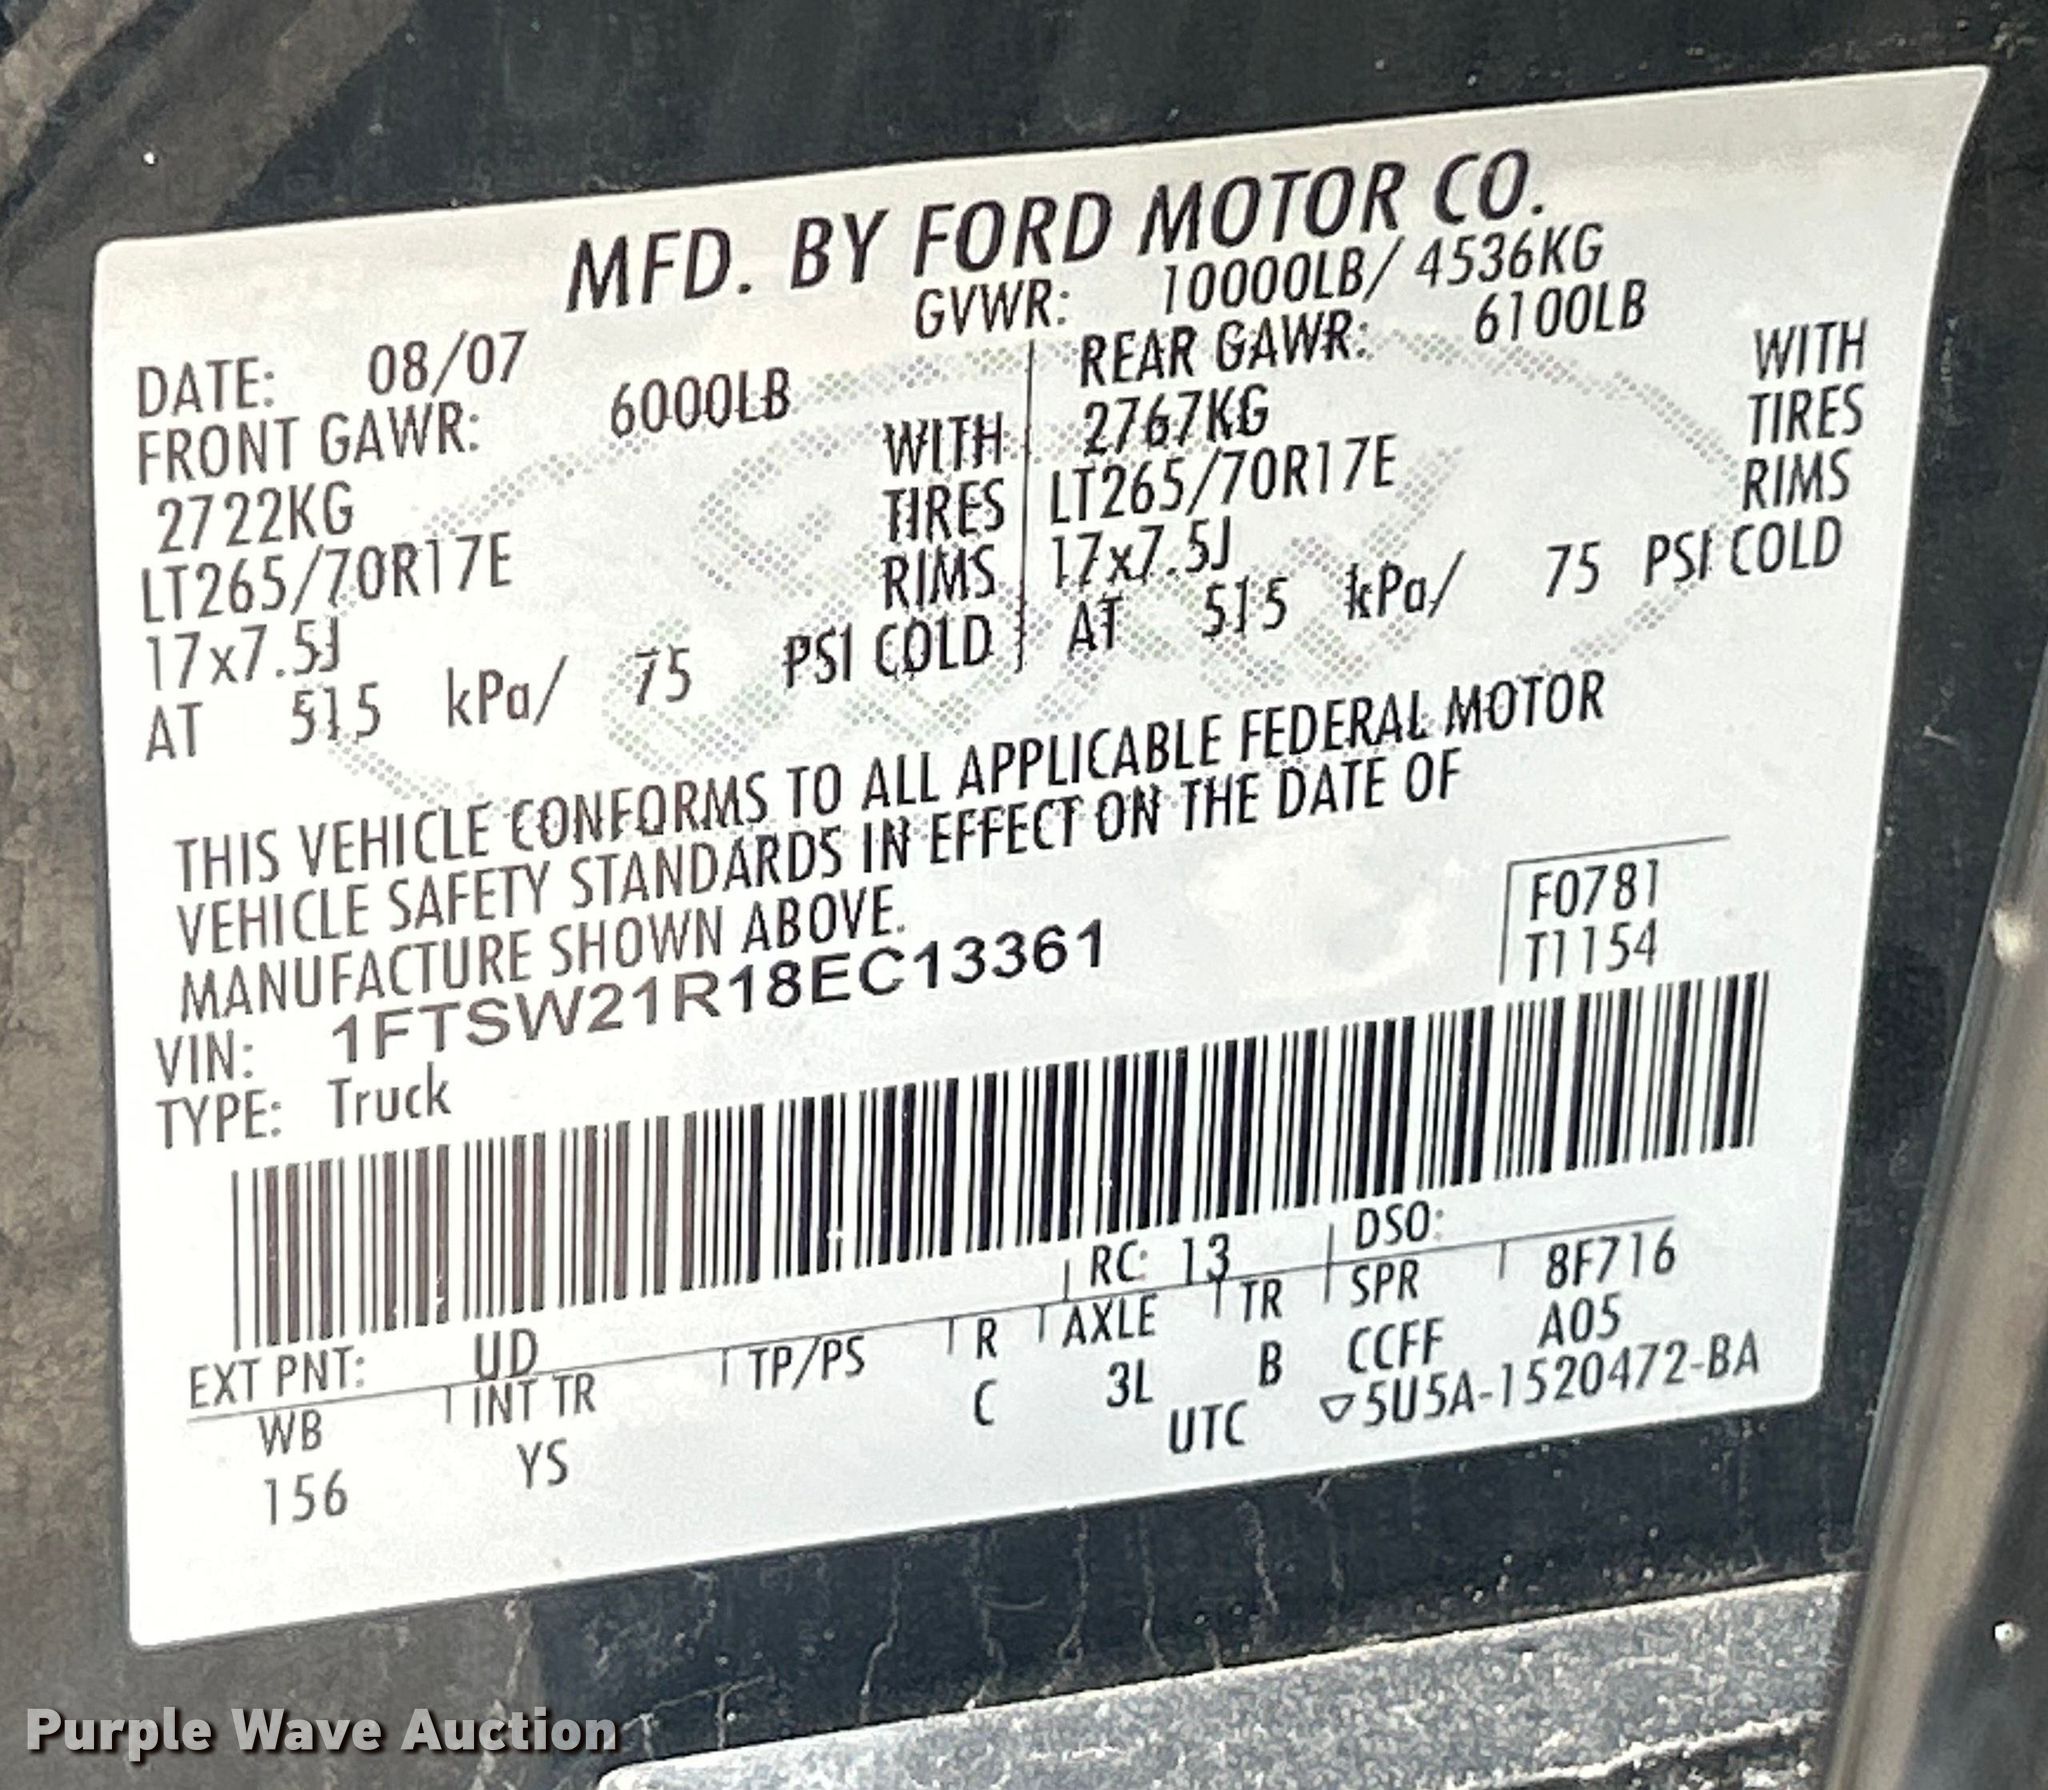 MFD. BY FORD MOTOR CO.
DATE: 08/07 GVWR: 10000LB/ 4536KG
FRONT GAWR: 6000LB REAR GAWR: 6100LB
2722KG WITH 2767KG WITH
LT265/70R17E TIRES LT265/70R17E TIRES
17x7.5J RIMS 17x7.5J RIMS
AT 515 kPa/ 75 PSI COLD AT 515 kPa/ 75 PSI COLD
THIS VEHICLE CONFORMS TO ALL APPLICABLE FEDERAL MOTOR
VEHICLE SAFETY STANDARDS IN EFFECT ON THE DATE OF
MANUFACTURE SHOWN ABOVE.
F0781
T1154
VIN: 1FTSW21R18EC13361
TYPE: Truck
EXT PNT: UD RC: 13 DSO:
WB INT TR TP/PS R AXLE TR SPR 8F716
156 YS C 3L B CCFF A05
UTC ▽5U5A-1520472-BA
Purple Wave Auction